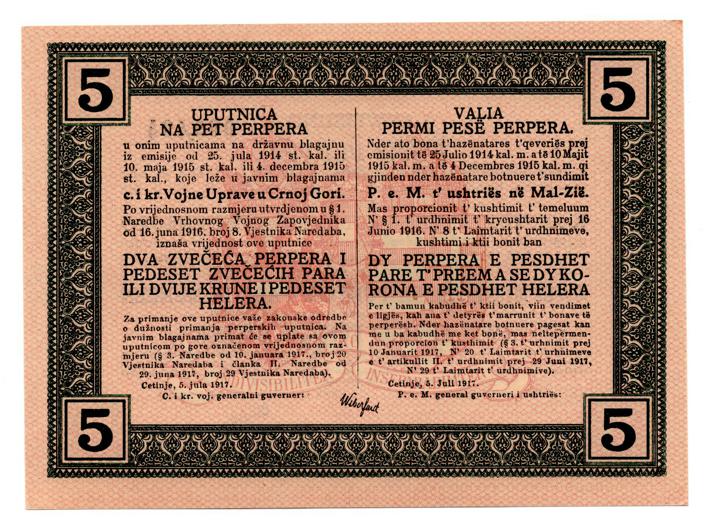 5
5
UPUTNICA
NA PET PERPERA
u onim uputnicama na državnu blagajnu
iz emisije od 25. jula 1914 st. kal. ili
10. maja 1915 st. kal. ili 4. decembra 1915
st. kal., koje leže u javnim blagajnama
c. i kr. Vojne Uprave u Crnoj Gori.
Po vrijednosnom razmjeru utvrdjenom u § 1.
Naredbe Vrhovnog Vojnog Zapovjednika
od 16. juna 1916. broj 8. Vjestnika Naredaba,
iznaša vrijednost ove uputnice
DVA ZVEČEĆA PERPERA I
PEDESET ZVEČEĆIH PARA
ILI DVIJE KRUNE I PEDESET
HELERA.
Za primanje ove uputnice važe zakonske odredbe
o dužnosti primanja perperskih uputnica. Na
javnim blagajnama primat će se uplate sa ovom
uputnicom po gore označenom vrijednosnom raz-
mjeru (§ 3. Naredbe od 10. januara 1917., broj 20
Vjestnika Naredaba i člana II. Naredbe od
29. juna 1917, broj 29 Vjestnika Naredaba).
Cetinje, 5. jula 1917.
C. i kr. voj. generalni guverner:
VALIA
PERMI PESË PERPERA.
Nder ato bona t'hazënatares t'qeveriës prej
emisionit të 25 Julio 1914 kal. m. a të 10 Majit
1915 kal. m. a të 4 Decembres 1915 kal. m. qi
gjinden nder hazënatare botnuere t'sundimit
P. e M. t' ushtriës në Mal-Zië.
Mas proporcionit t' kushtimit t' temeluum
N' § 1. t' urdhnimit t' kryeushtarit prej 16
Junio 1916. N' 8 t' Laimtarit t' urdhnimeve,
kushtimi i ktii bonit ban
DY PERPERA E PESDHET
PARE T' PREEM A SE DY KO-
RONA E PESDHET HELERA
Per t' bamun kabudhë t' ktii bonit, viin vendimet
e ligjës, kah ana t' detyrës t'marrunit t' bonave të
perperësh. Nder hazënatare botnuere pagesat kan
me u ba kabudhë me ket bonë, mas neltepërmen-
dun proporcion t' kusthimit (§ 3. t' urhnimit prej
10 Januarit 1917, N' 20 t' Laimtarit t' urhnimeve
e t' artikullit II. t' urdhnimit prej 29 Juni 1917,
N' 29 t' Laimtarit t' urdhnimive).
Cetinje, 5. Juli 1917.
P. e. M. general guverneri i ushtriës:
5
5